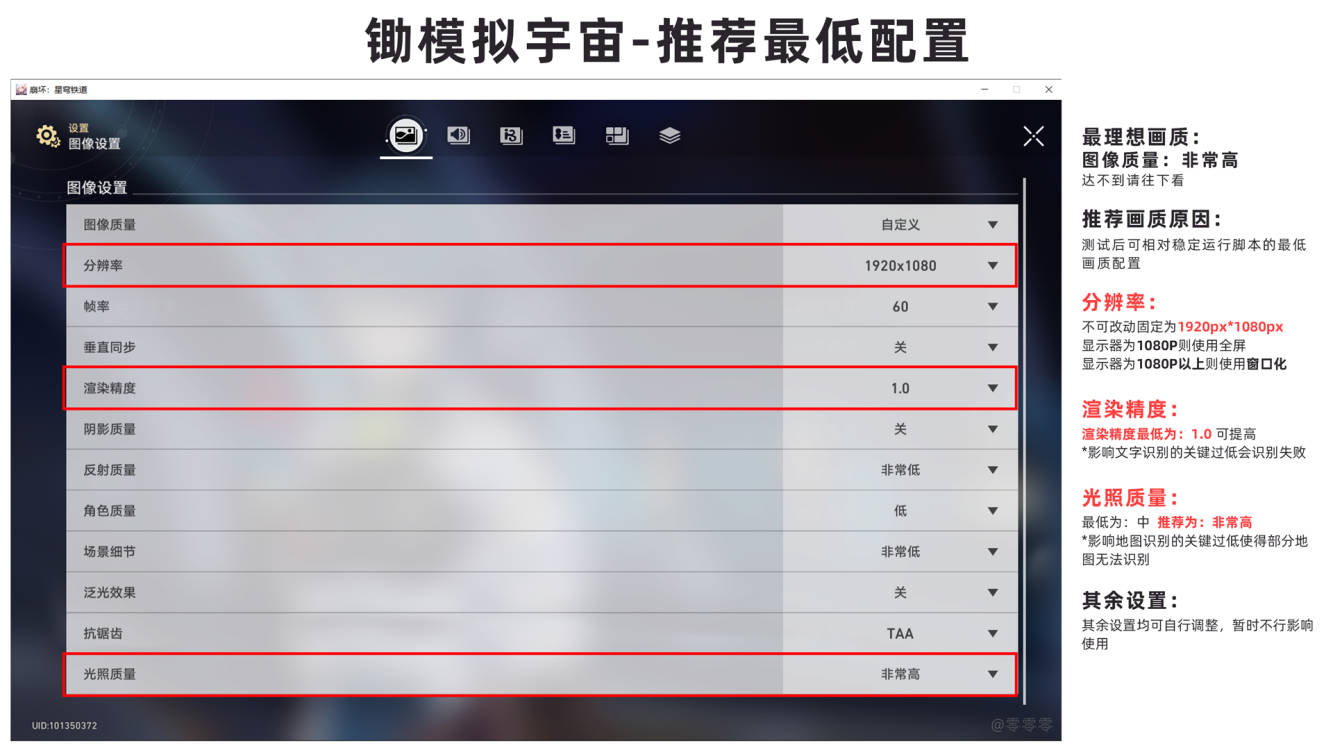 锄模拟宇宙-推荐最低配置
崩坏：星穹铁道
设置
图像设置
图像设置
图像质量 自定义
分辨率 1920x1080
帧率 60
垂直同步 关
渲染精度 1.0
阴影质量 关
反射质量 非常低
角色质量 低
场景细节 非常低
泛光效果 关
抗锯齿 TAA
光照质量 非常高
UID:101350372
@零零零
最理想画质：
图像质量：非常高
达不到请往下看
推荐画质原因：
测试后可相对稳定运行脚本的最低
画质配置
分辨率：
不可改动固定为1920px*1080px
显示器为1080P则使用全屏
显示器为1080P以上则使用窗口化
渲染精度：
渲染精度最低为：1.0 可提高
*影响文字识别的关键过低会识别失败
光照质量：
最低为：中 推荐为：非常高
*影响地图识别的关键过低使得部分地
图无法识别
其余设置：
其余设置均可自行调整，暂时不行影响
使用